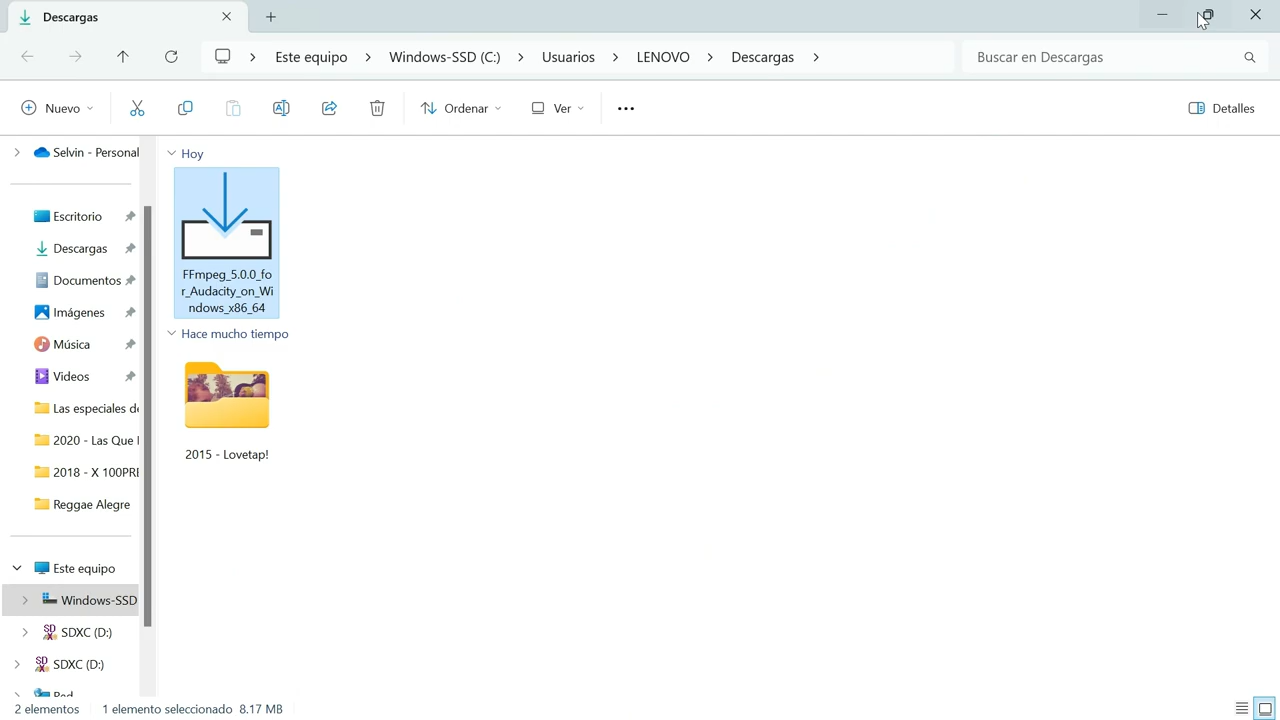 Descargas
Este equipo
Windows-SSD (C:)
Usuarios
LENOVO
Descargas
Buscar en Descargas
Nuevo
Ordenar
Ver
Detalles
Selvin - Personal
Escritorio
Descargas
Documentos
Imágenes
Música
Videos
Las especiales d
2020 - Las Que
2018 - X 100PRE
Reggae Alegre
Este equipo
Windows-SSD
SDXC (D:)
SDXC (D:)
Red
Hoy
FFmpeg_5.0.0_fo
r_Audacity_on_Wi
ndows_x86_64
Hace mucho tiempo
2015 - Lovetap!
2 elementos
1 elemento seleccionado 8.17 MB